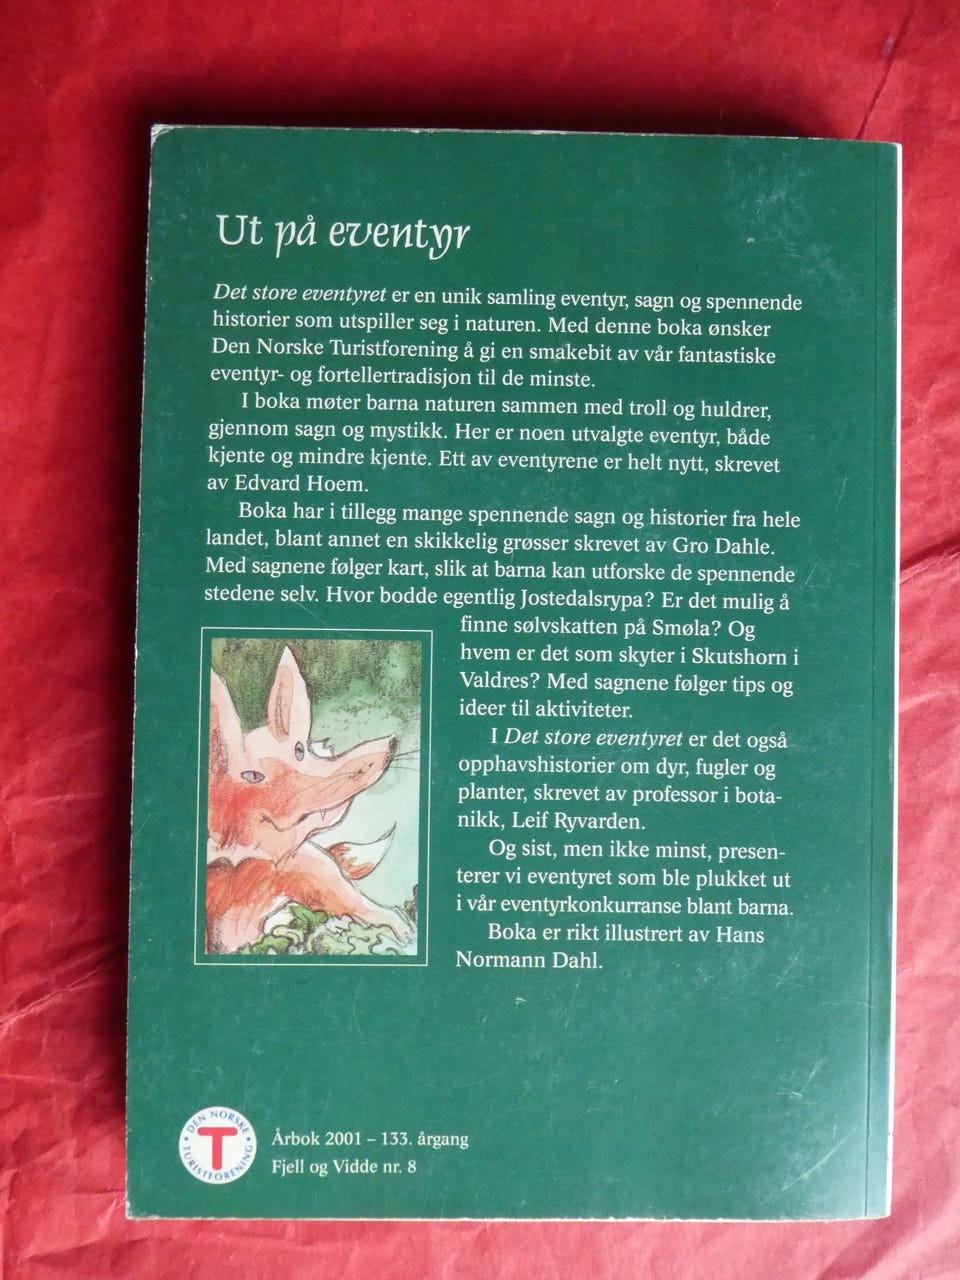 Ut på eventyr
Det store eventyret er en unik samling eventyr, sagn og spennende
historier som utspiller seg i naturen. Med denne boka ønsker
Den Norske Turistforening å gi en smakebit av vår fantastiske
eventyr- og fortellertradisjon til de minste.
I boka møter barna naturen sammen med troll og huldrer,
gjennom sagn og mystikk. Her er noen utvalgte eventyr, både
kjente og mindre kjente. Ett av eventyrene er helt nytt, skrevet
av Edvard Hoem.
Boka har i tillegg mange spennende sagn og historier fra hele
landet, blant annet en skikkelig grøsser skrevet av Gro Dahle.
Med sagnene følger kart, slik at barna kan utforske de spennende
stedene selv. Hvor bodde egentlig Jostedalsrypa? Er det mulig å
finne sølvskatten på Smøla? Og
hvem er det som skyter i Skutshorn i
Valdres? Med sagnene følger tips og
ideer til aktiviteter.
I Det store eventyret er det også
opphavshistorier om dyr, fugler og
planter, skrevet av professor i bota-
nikk, Leif Ryvarden.
Og sist, men ikke minst, presen-
terer vi eventyret som ble plukket ut
i vår eventyrkonkurranse blant barna.
Boka er rikt illustrert av Hans
Normann Dahl.
DEN NORSKE
T
TURISTFORENING
Årbok 2001 – 133. årgang
Fjell og Vidde nr. 8